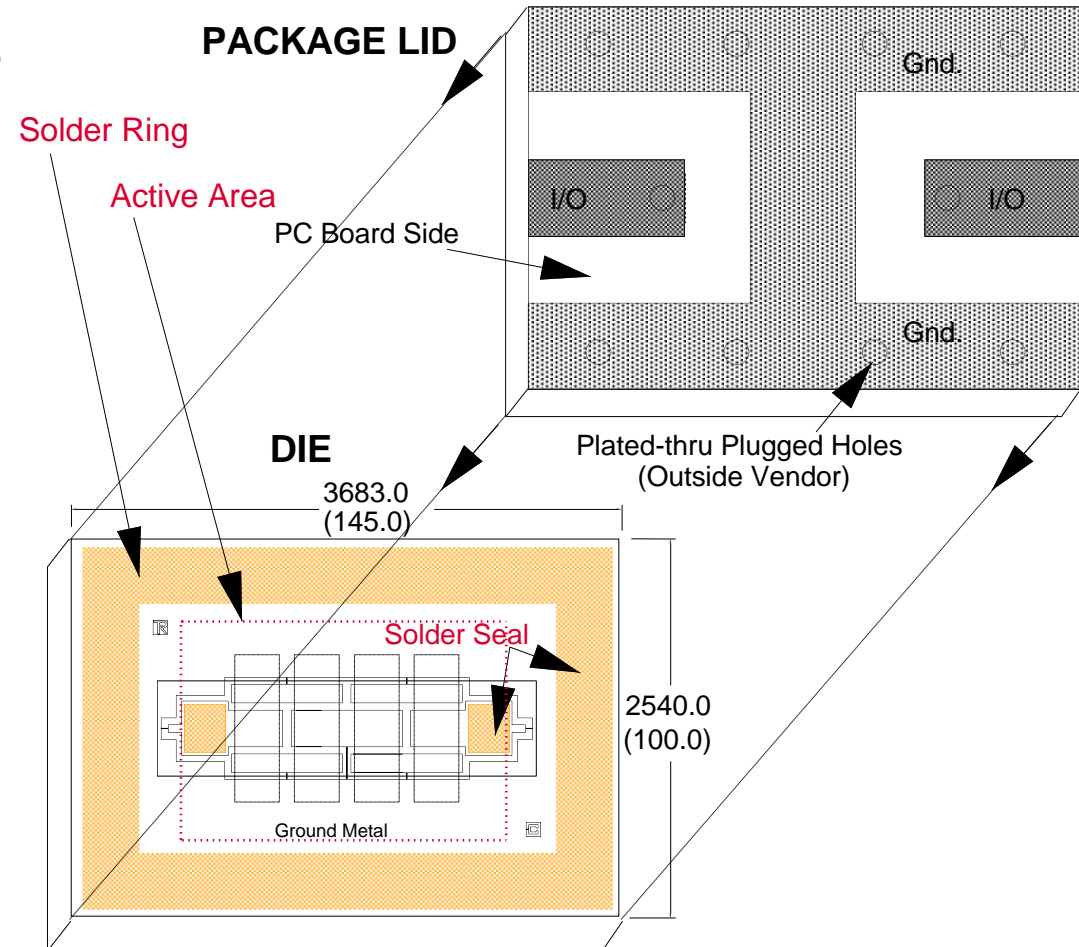 PACKAGE LID
Gnd.
Solder Ring
Active Area
I/O
I/O
PC Board Side
Gnd.
DIE
Plated-thru Plugged Holes
(Outside Vendor)
3683.0
(145.0)
R
Solder Seal
2540.0
(100.0)
Ground Metal
C